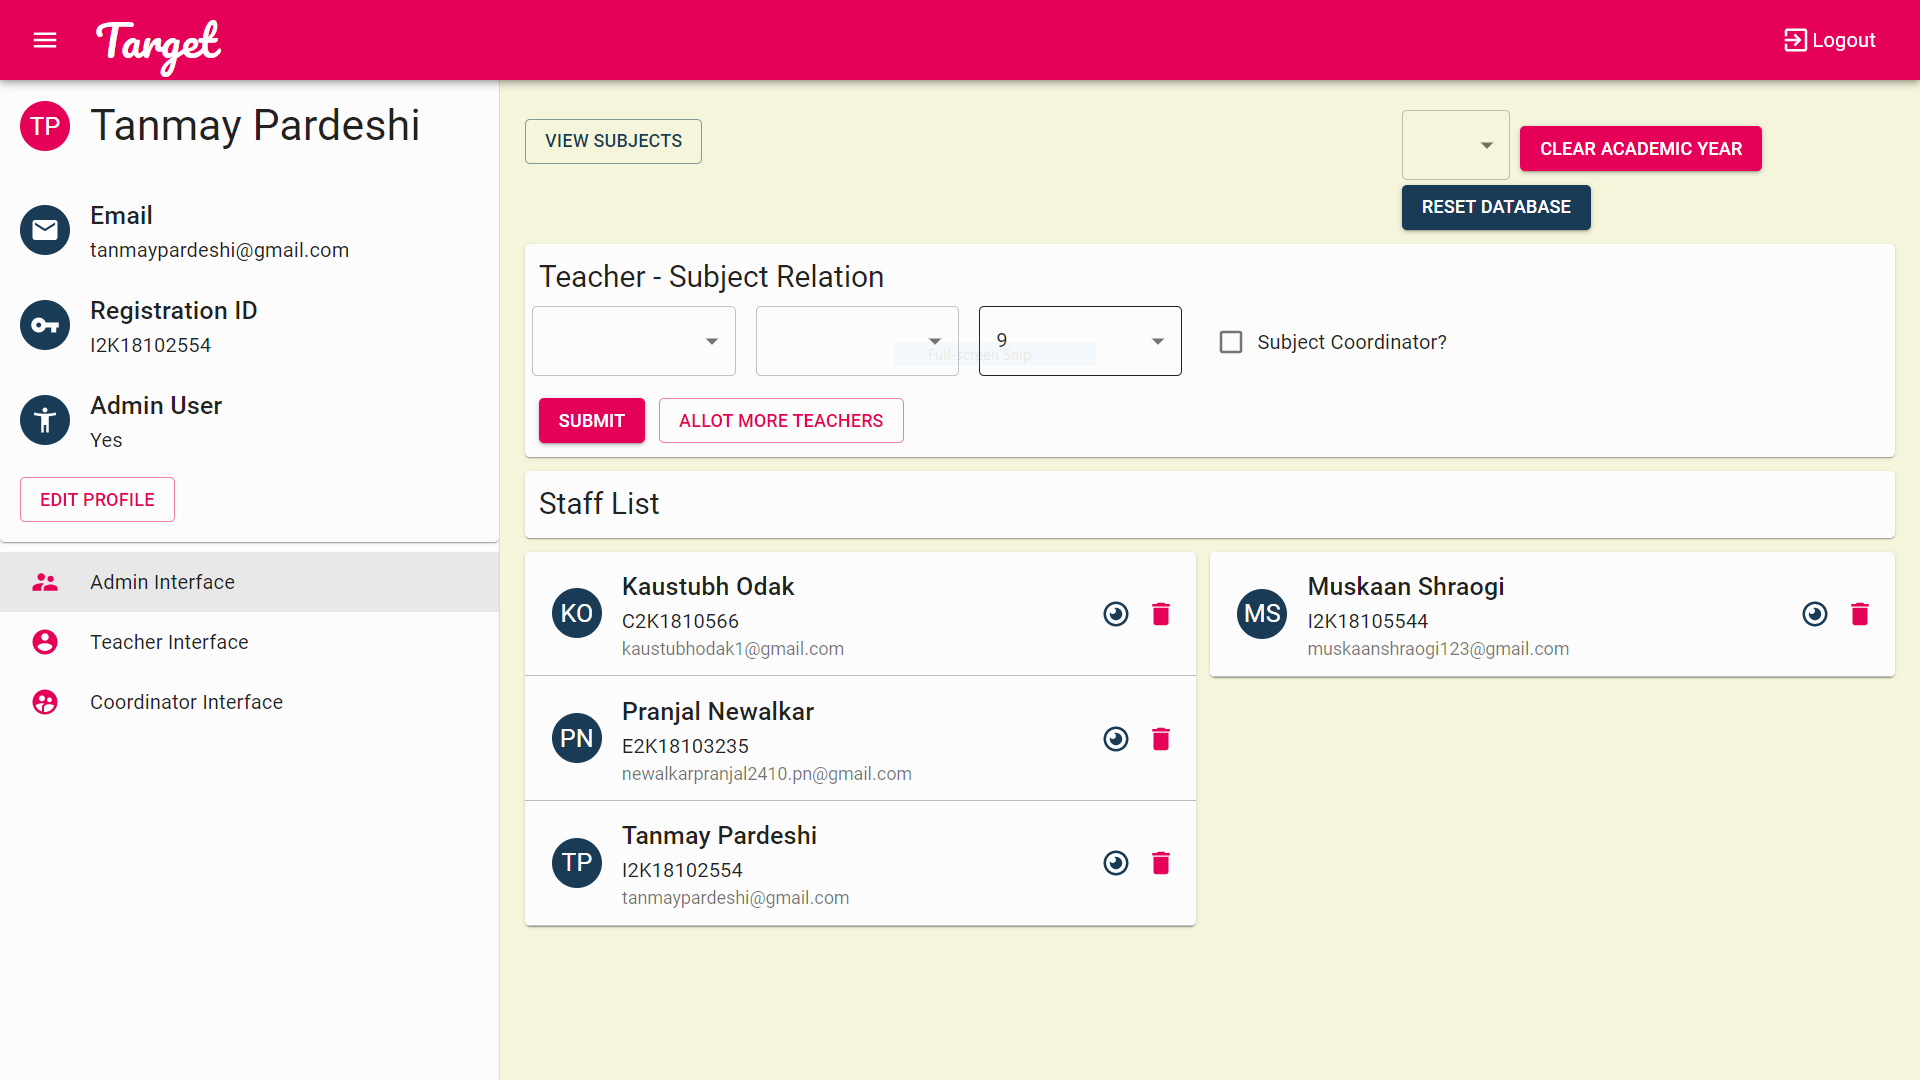 Target
Logout
TP
Tanmay Pardeshi
Email
tanmaypardeshi@gmail.com
Registration ID
I2K18102554
Admin User
Yes
EDIT PROFILE
Admin Interface
Teacher Interface
Coordinator Interface
VIEW SUBJECTS
CLEAR ACADEMIC YEAR
RESET DATABASE
Teacher - Subject Relation
9
Subject Coordinator?
Full-screen Snip
SUBMIT
ALLOT MORE TEACHERS
Staff List
KO
Kaustubh Odak
C2K1810566
kaustubhodak1@gmail.com
PN
Pranjal Newalkar
E2K18103235
newalkarpranjal2410.pn@gmail.com
TP
Tanmay Pardeshi
I2K18102554
tanmaypardeshi@gmail.com
MS
Muskaan Shraogi
I2K18105544
muskaanshraogi123@gmail.com